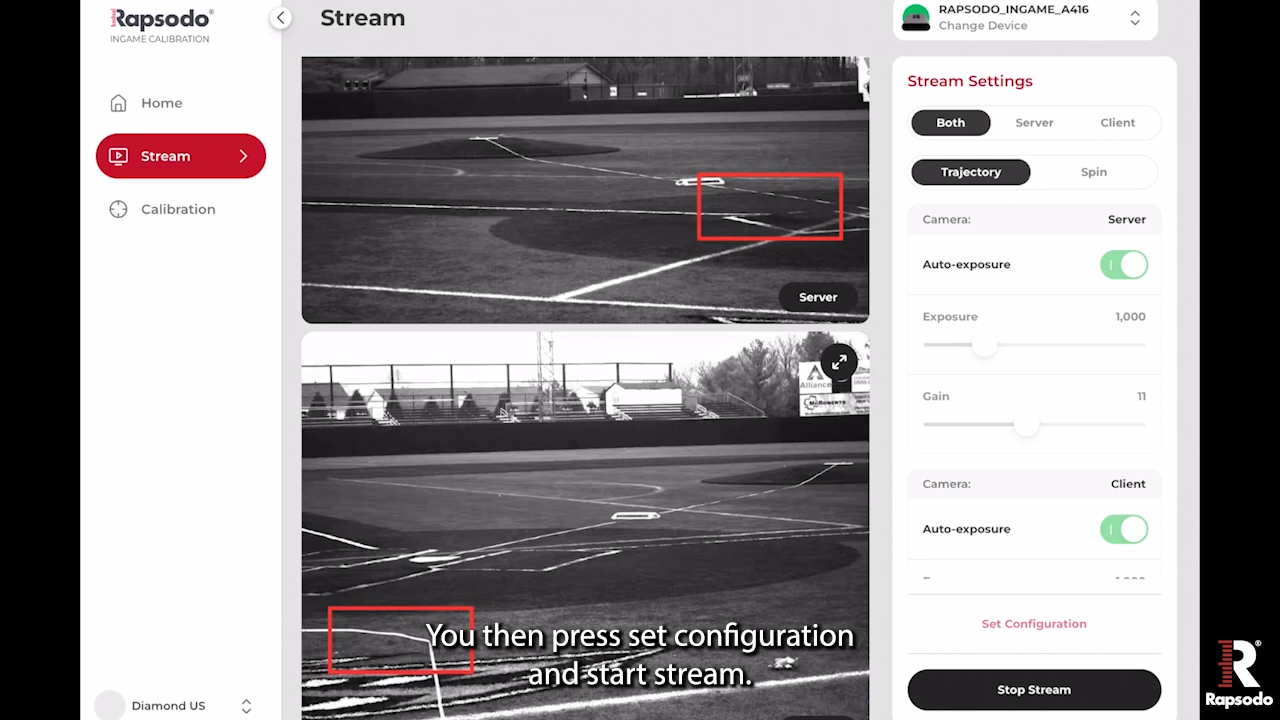 Rapsodo®
INGAME CALIBRATION
Home
Stream
Calibration
Diamond US
Stream
Server
Alliance
McROBERTS
You then press set configuration
and start stream.
RAPSODO_INGAME_A416
Change Device
Stream Settings
Both Server Client
Trajectory Spin
Camera: Server
Auto-exposure
Exposure 1,000
Gain 11
Camera: Client
Auto-exposure
Set Configuration
Stop Stream
R®
Rapsodo